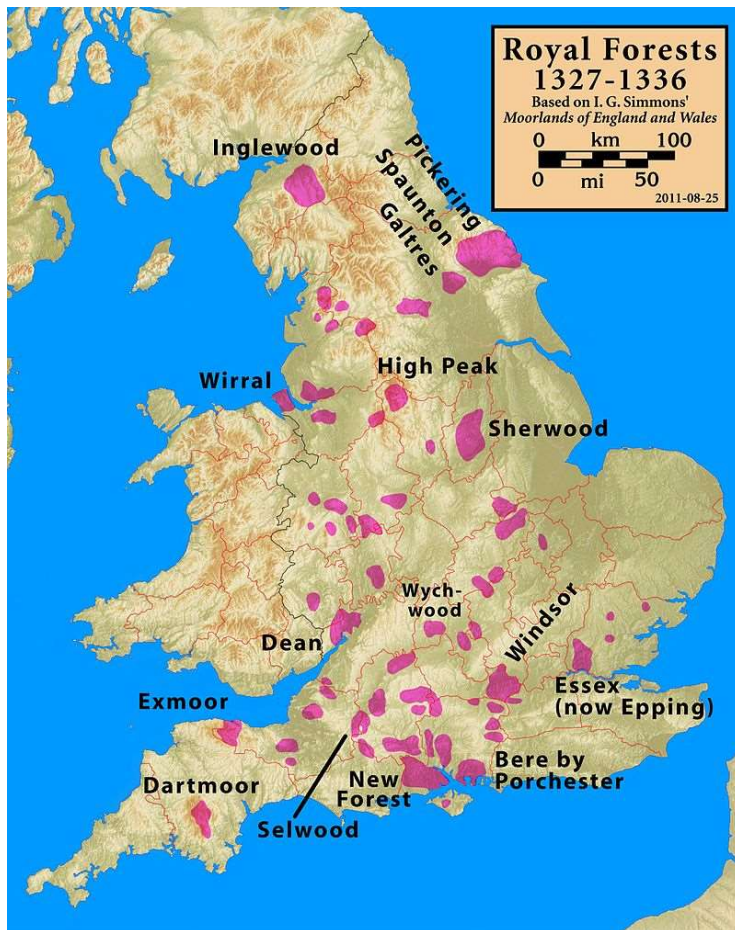 Royal Forests
1327-1336
Based on I. G. Simmons'
Moorlands of England and Wales
0 km 100
0 mi 50
2011-08-25
Inglewood
Pickering
Spaunton
Galtres
High Peak
Wirral
Sherwood
Wych-
wood
Windsor
Dean
Essex
(now Epping)
Exmoor
Bere by
Porchester
Dartmoor
New
Forest
Selwood